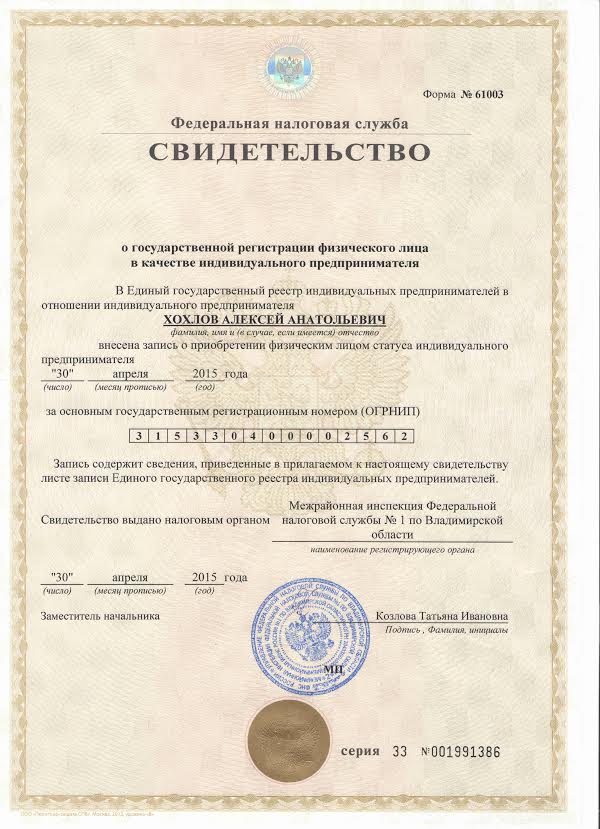 Форма № 61003
Федеральная налоговая служба
СВИДЕТЕЛЬСТВО
о государственной регистрации физического лица
в качестве индивидуального предпринимателя
В Единый государственный реестр индивидуальных предпринимателей в
отношении индивидуального предпринимателя
ХОХЛОВ АЛЕКСЕЙ АНАТОЛЬЕВИЧ
фамилия, имя и (в случае, если имеется) отчество
внесена запись о приобретении физическим лицом статуса индивидуального
предпринимателя
"30" апреля 2015 года
(число) (месяц прописью) (год)
за основным государственным регистрационным номером (ОГРНИП)
3 1 5 3 3 0 4 0 0 0 0 2 5 6 2
Запись содержит сведения, приведенные в прилагаемом к настоящему свидетельству
листе записи Единого государственного реестра индивидуальных предпринимателей.
Свидетельство выдано налоговым органом Межрайонная инспекция Федеральной
налоговой службы № 1 по Владимирской
области
наименование регистрирующего органа
"30" апреля 2015 года
(число) (месяц прописью) (год)
Заместитель начальника Козлова Татьяна Ивановна
Подпись , Фамилия, инициалы
МП
серия 33 №001991386